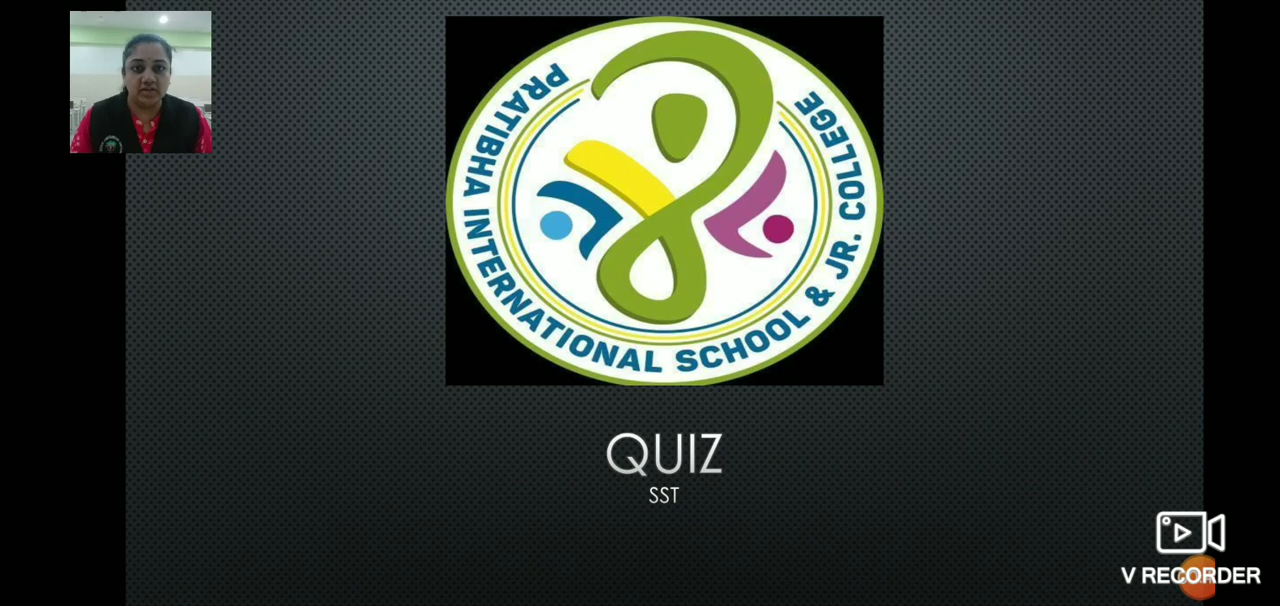 PRATIBHA INTERNATIONAL SCHOOL & JR. COLLEGE
QUIZ
SST
V RECORDER